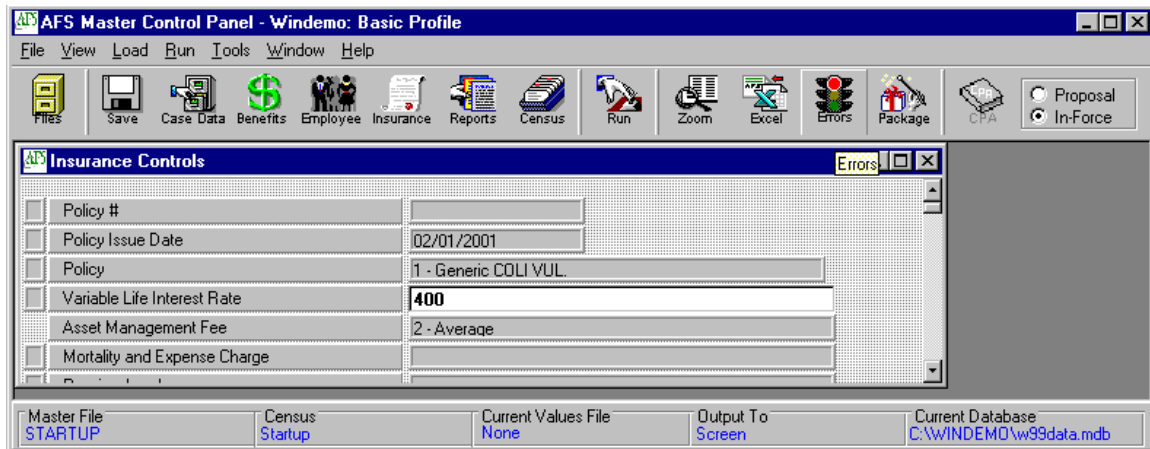 AFS AFS Master Control Panel - Windemo: Basic Profile
File View Load Run Tools Window Help
Files Save Case Data Benefits Employee Insurance Reports Census Run Zoom Excel Errors Package CPA
Proposal
In-Force
AFS Insurance Controls
Errors
Policy #
Policy Issue Date 02/01/2001
Policy 1 - Generic COLI VUL.
Variable Life Interest Rate 400
Asset Management Fee 2 - Average
Mortality and Expense Charge
Master File Census Current Values File Output To Current Database
STARTUP Startup None Screen C:\WINDEMO\w99data.mdb